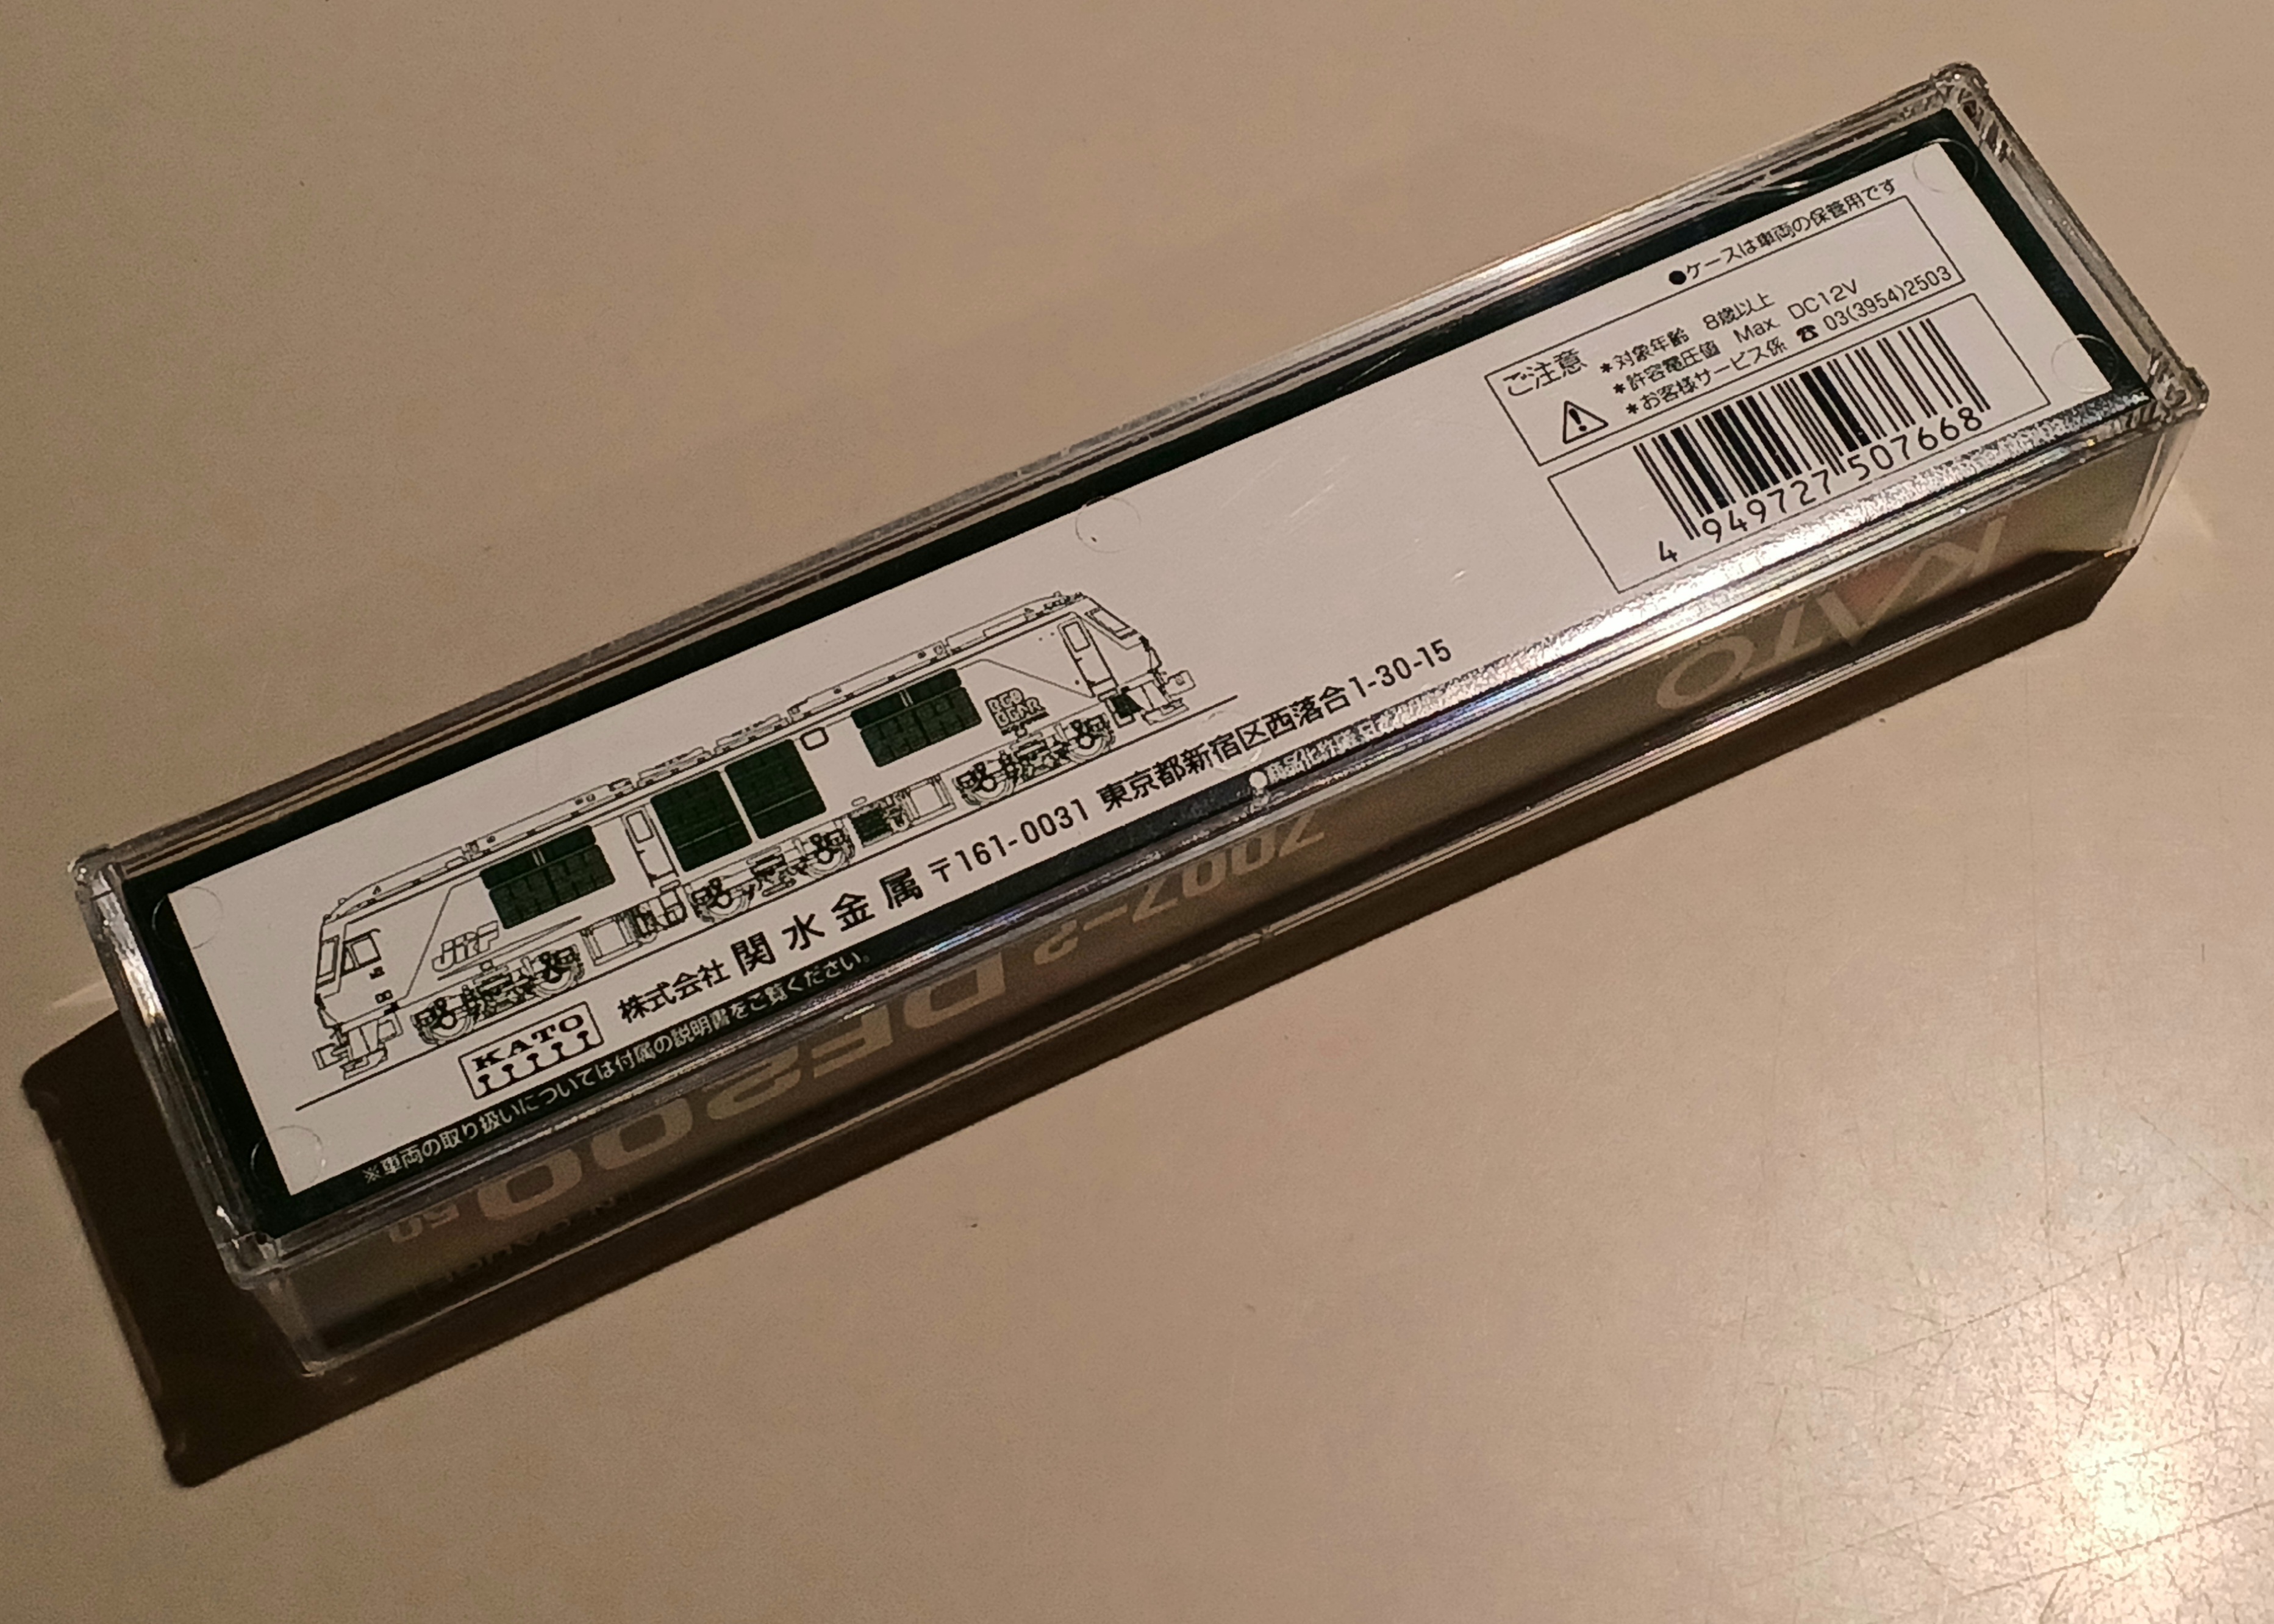 ●ケースは車両の保管用です
ご注意
*対象年齢 8歳以上
*許容電圧値 Max. DC12V
*お客様サービス係 ☎ 03(3954)2503
4 949727 507668
JRF
ECO
KATO
株式会社 関水金属 〒161-0031 東京都新宿区西落合1-30-15
※車両の取り扱いについては付属の説明書をご覧ください。
KATO
7007-2 DF200 50